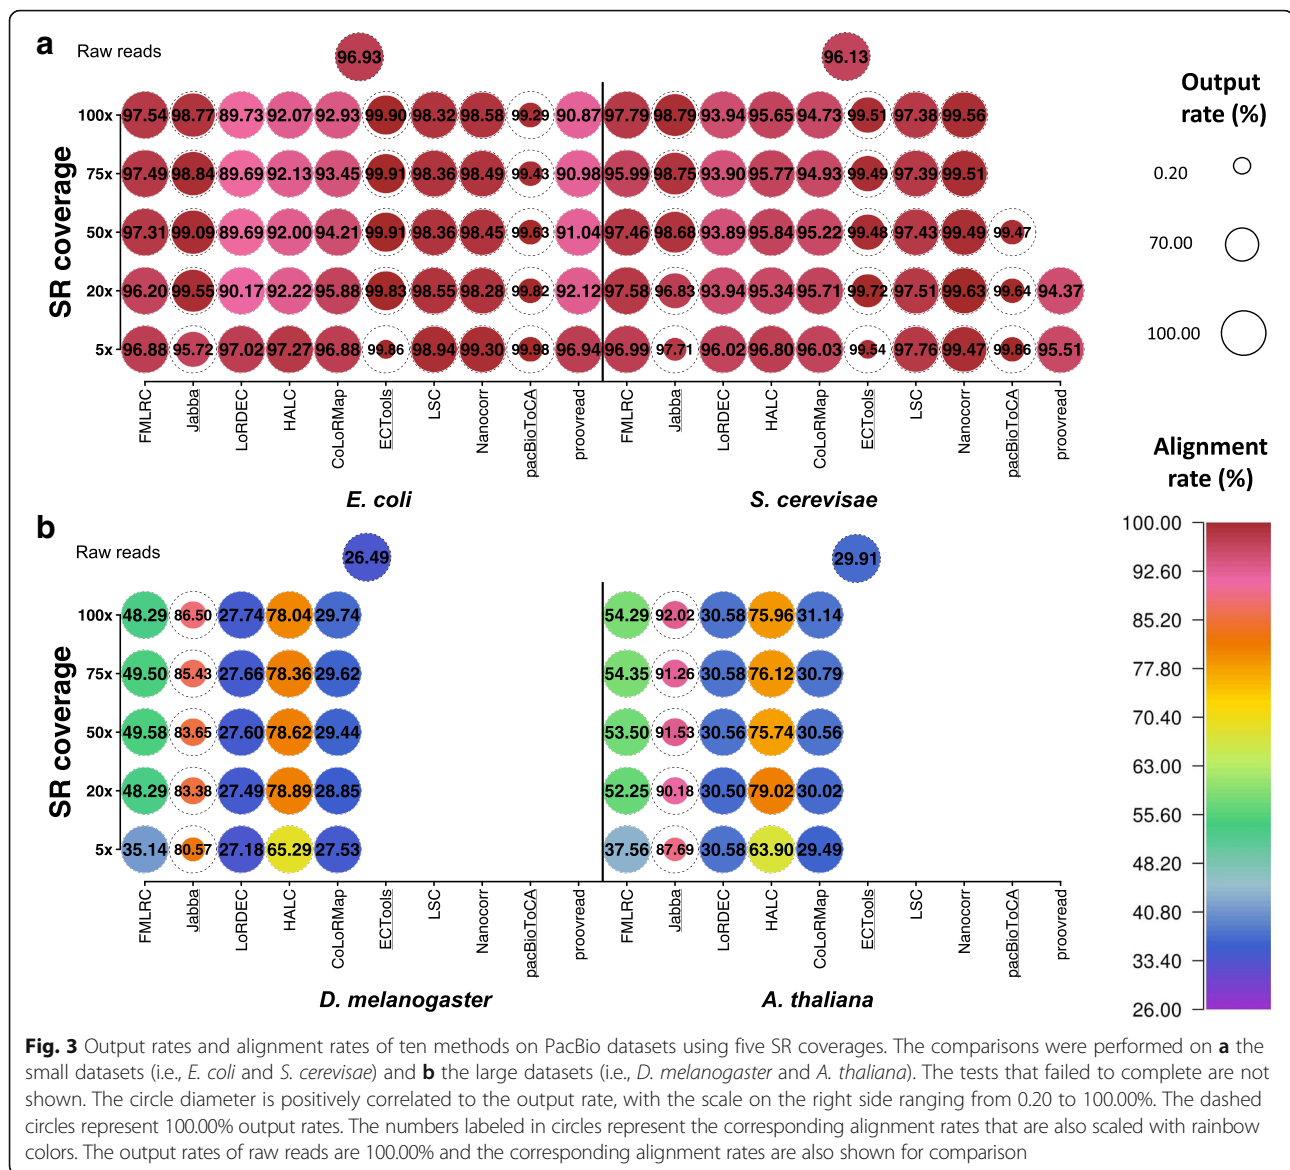 a
Raw reads
96.93
96.13
100x 97.54 98.77 89.73 92.07 92.93 99.90 98.32 98.58 99.29 90.87 97.79 98.79 93.94 95.65 94.73 99.51 97.38 99.56
75x 97.49 98.84 89.69 92.13 93.45 99.91 98.36 98.49 99.43 90.98 95.99 98.75 93.90 95.77 94.93 99.49 97.39 99.51
50x 97.31 99.09 89.69 92.00 94.21 99.91 98.36 98.45 99.63 91.04 97.46 98.68 93.89 95.84 95.22 99.48 97.43 99.49 99.47
20x 96.20 99.55 90.17 92.22 95.88 99.83 98.55 98.28 99.82 92.12 97.58 96.83 93.94 95.34 95.71 99.72 97.51 99.63 99.64 94.37
5x 96.88 95.72 97.02 97.27 96.88 99.86 98.94 99.30 99.98 96.94 96.99 97.71 96.02 96.80 96.03 99.54 97.76 99.47 99.86 95.51
SR coverage
FMLRC Jabba LoRDEC HALC CoLoRMap ECTools LSC Nanocorr pacBioToCA proovread FMLRC Jabba LoRDEC HALC CoLoRMap ECTools LSC Nanocorr pacBioToCA proovread
E. coli
S. cerevisae
Output
rate (%)
0.20
70.00
100.00
b
Raw reads
26.49
29.91
100x 48.29 86.50 27.74 78.04 29.74 54.29 92.02 30.58 75.96 31.14
75x 49.50 85.43 27.66 78.36 29.62 54.35 91.26 30.58 76.12 30.79
50x 49.58 83.65 27.60 78.62 29.44 53.50 91.53 30.56 75.74 30.56
20x 48.29 83.38 27.49 78.89 28.85 52.25 90.18 30.50 79.02 30.02
5x 35.14 80.57 27.18 65.29 27.53 37.56 87.69 30.58 63.90 29.49
SR coverage
FMLRC Jabba LoRDEC HALC CoLoRMap ECTools LSC Nanocorr pacBioToCA proovread FMLRC Jabba LoRDEC HALC CoLoRMap ECTools LSC Nanocorr pacBioToCA proovread
D. melanogaster
A. thaliana
Alignment
rate (%)
100.00
92.60
85.20
77.80
70.40
63.00
55.60
48.20
40.80
33.40
26.00
Fig. 3 Output rates and alignment rates of ten methods on PacBio datasets using five SR coverages. The comparisons were performed on a the
small datasets (i.e., E. coli and S. cerevisae) and b the large datasets (i.e., D. melanogaster and A. thaliana). The tests that failed to complete are not
shown. The circle diameter is positively correlated to the output rate, with the scale on the right side ranging from 0.20 to 100.00%. The dashed
circles represent 100.00% output rates. The numbers labeled in circles represent the corresponding alignment rates that are also scaled with rainbow
colors. The output rates of raw reads are 100.00% and the corresponding alignment rates are also shown for comparison